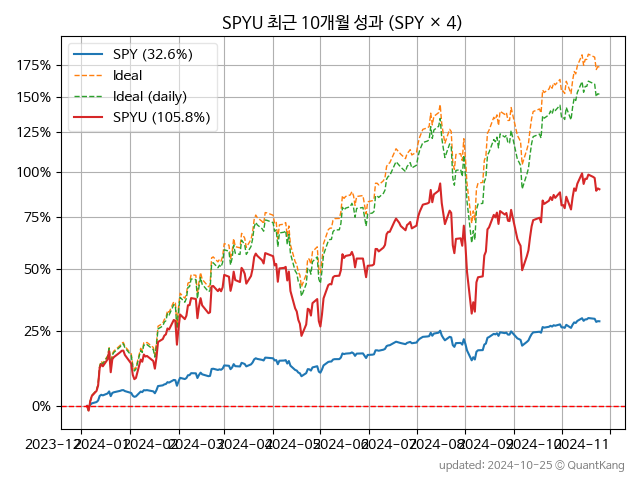 SPYU 최근 10개월 성과 (SPY × 4)
SPY (32.6%)
Ideal
Ideal (daily)
SPYU (105.8%)
175%
150%
125%
100%
75%
50%
25%
0%
2023-12 2024-01 2024-02 2024-03 2024-04 2024-05 2024-06 2024-07 2024-08 2024-09 2024-10 2024-11
updated: 2024-10-25 © QuantKang